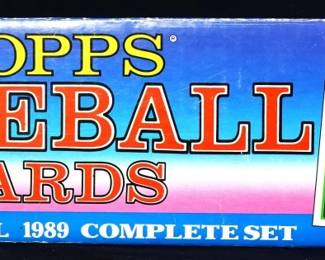 OPPS®
EBALL
ARDS
L 1989 COMPLETE SET